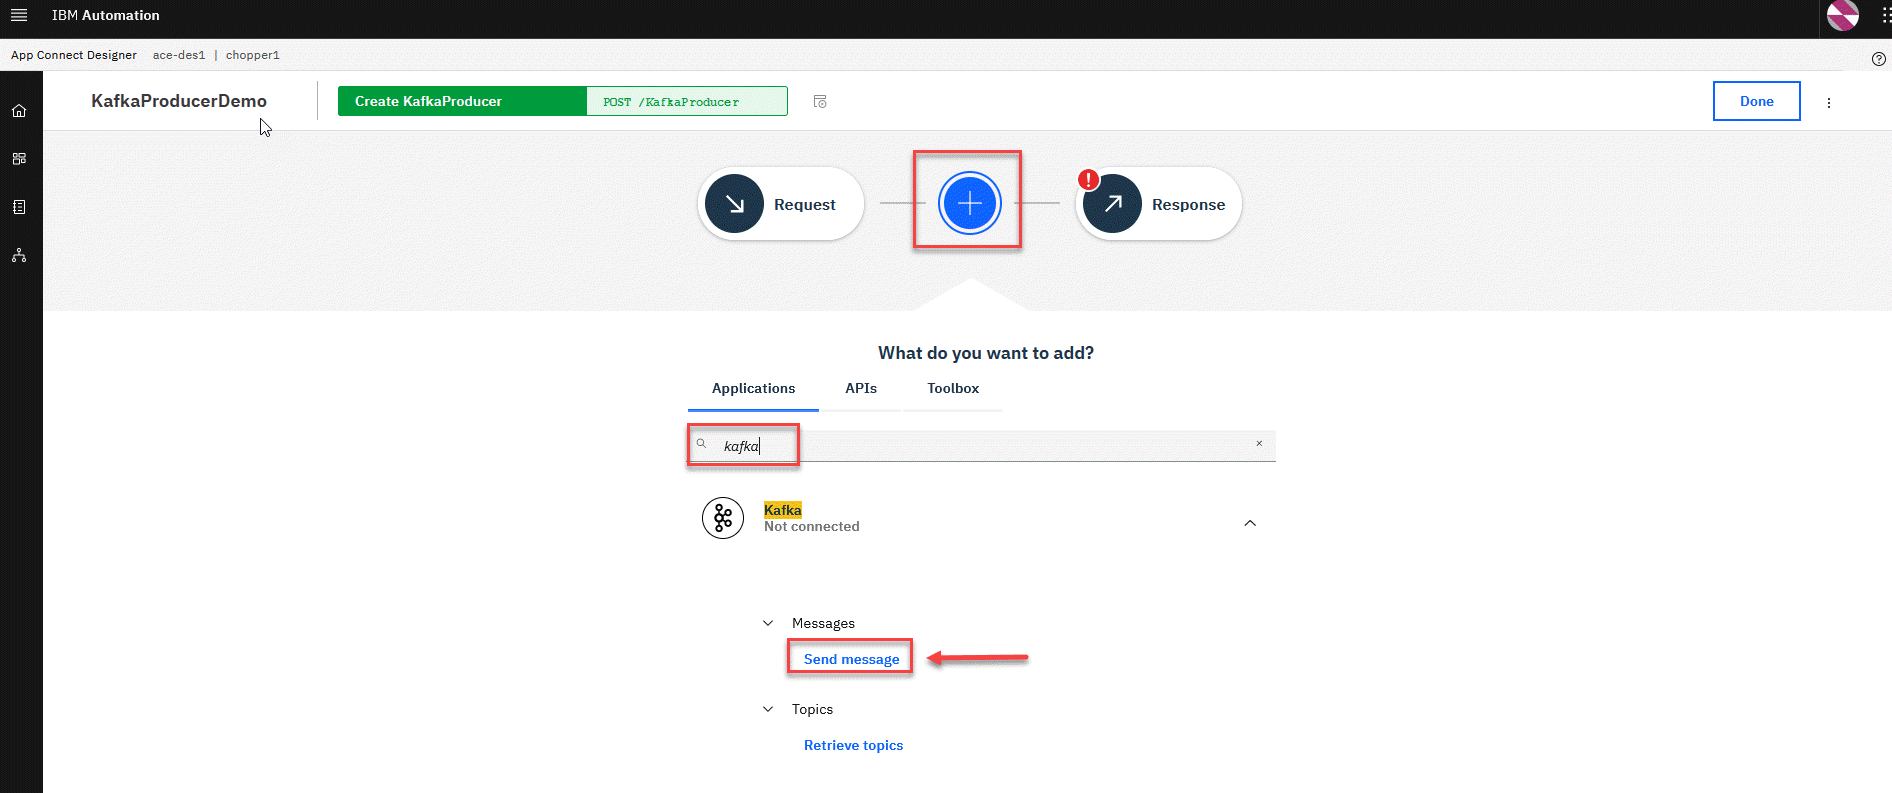 IBM Automation
App Connect Designer ace-des1 | chopper1
KafkaProducerDemo
Create KafkaProducer POST /KafkaProducer
Done
Request
!
Response
What do you want to add?
Applications APIs Toolbox
kafka
Kafka
Not connected
Messages
Send message
Topics
Retrieve topics